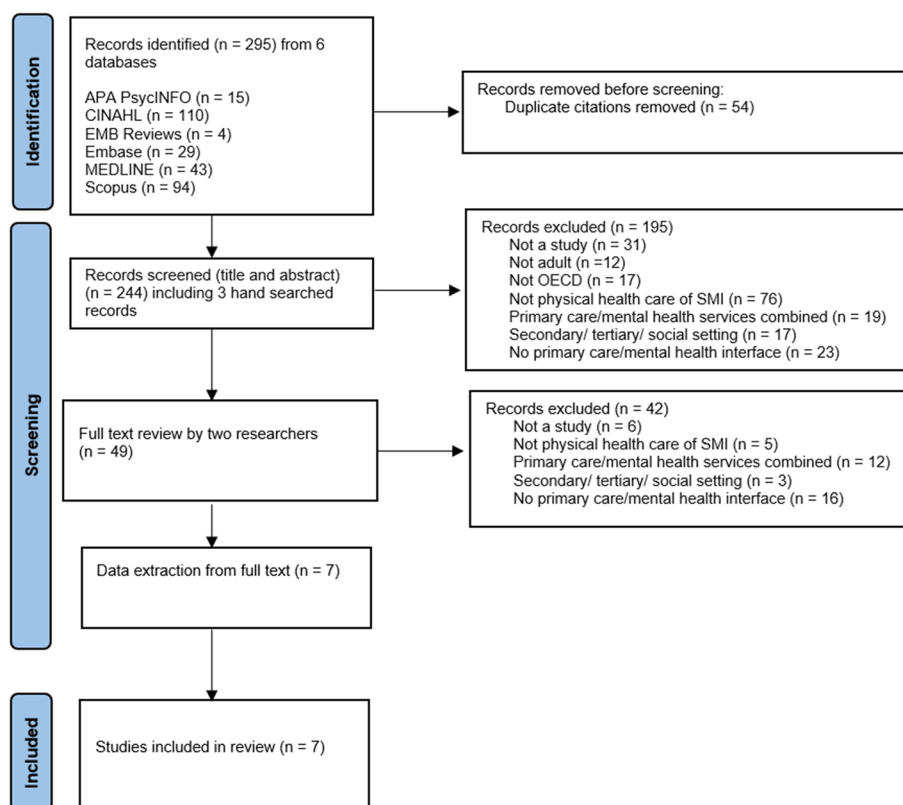 Identification
Records identified (n = 295) from 6
databases
APA PsycINFO (n = 15)
CINAHL (n = 110)
EMB Reviews (n = 4)
Embase (n = 29)
MEDLINE (n = 43)
Scopus (n = 94)
Records removed before screening:
Duplicate citations removed (n = 54)
Screening
Records screened (title and abstract)
(n = 244) including 3 hand searched
records
Records excluded (n = 195)
Not a study (n = 31)
Not adult (n =12)
Not OECD (n = 17)
Not physical health care of SMI (n = 76)
Primary care/mental health services combined (n = 19)
Secondary/ tertiary/ social setting (n = 17)
No primary care/mental health interface (n = 23)
Full text review by two researchers
(n = 49)
Records excluded (n = 42)
Not a study (n = 6)
Not physical health care of SMI (n = 5)
Primary care/mental health services combined (n = 12)
Secondary/ tertiary/ social setting (n = 3)
No primary care/mental health interface (n = 16)
Data extraction from full text (n = 7)
Included
Studies included in review (n = 7)